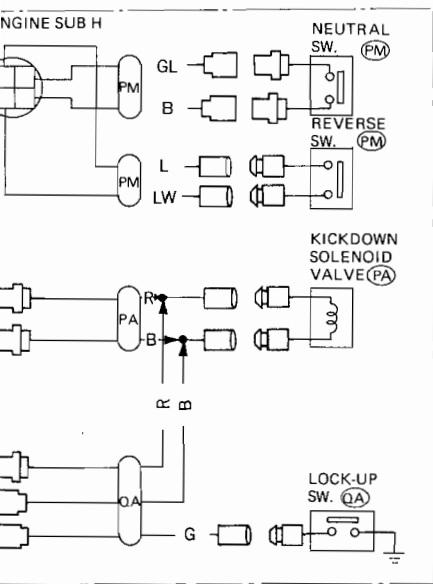 NGINE SUB H
NEUTRAL
SW. PM
GL
PM
B
REVERSE
SW. PM
L
PM
LW
KICKDOWN
SOLENOID
VALVE PA
R
PA
B
R B
LOCK-UP
SW. QA
QA
G